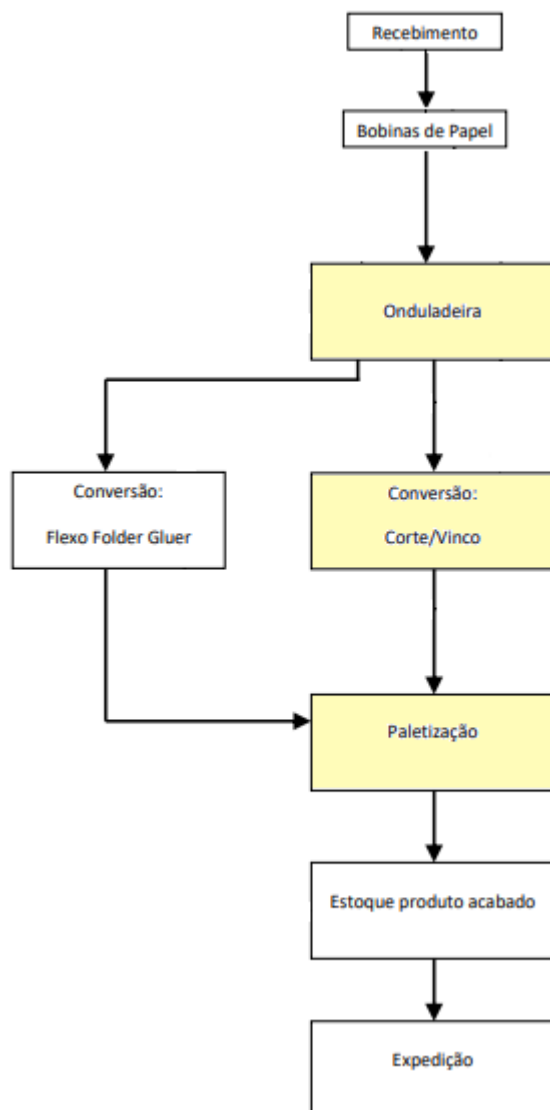 Recebimento
Bobinas de Papel
Onduladeira
Conversão:
Flexo Folder Gluer
Conversão:
Corte/Vinco
Paletização
Estoque produto acabado
Expedição